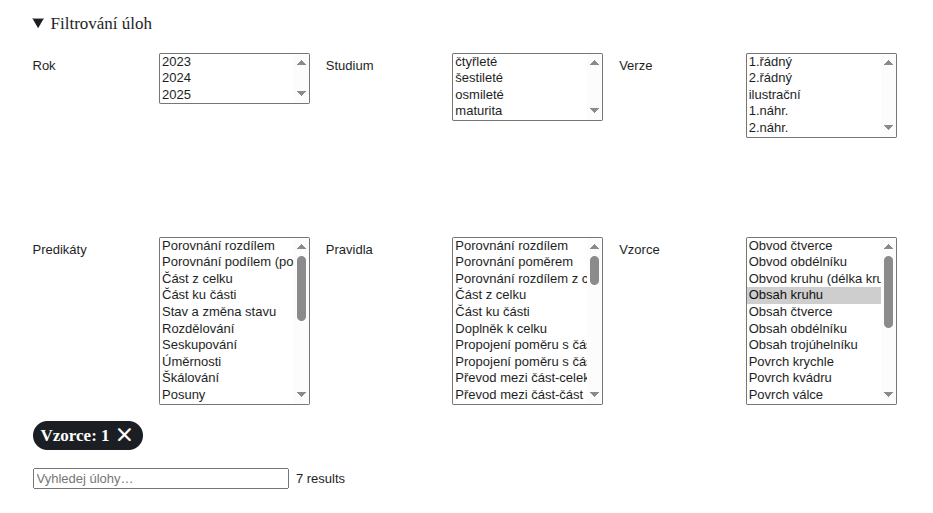 ▼ Filtrování úloh
Rok
2023
2024
2025
Studium
čtyřleté
šestileté
osmileté
maturita
Verze
1.řádný
2.řádný
ilustrační
1.náhr.
2.náhr.
Predikáty
Porovnání rozdílem
Porovnání podílem (po
Část z celku
Část ku části
Stav a změna stavu
Rozdělování
Seskupování
Úměrnosti
Škálování
Posuny
Pravidla
Porovnání rozdílem
Porovnání poměrem
Porovnání rozdílem z c
Část z celku
Část ku části
Doplněk k celku
Propojení poměru s čás
Propojení poměru s čás
Převod mezi část-celek
Převod mezi část-část
Vzorce
Obvod čtverce
Obvod obdélníku
Obvod kruhu (délka kru
Obsah kruhu
Obsah čtverce
Obsah obdélníku
Obsah trojúhelníku
Povrch krychle
Povrch kvádru
Povrch válce
Vzorce: 1 ✕
Vyhledej úlohy…
7 results